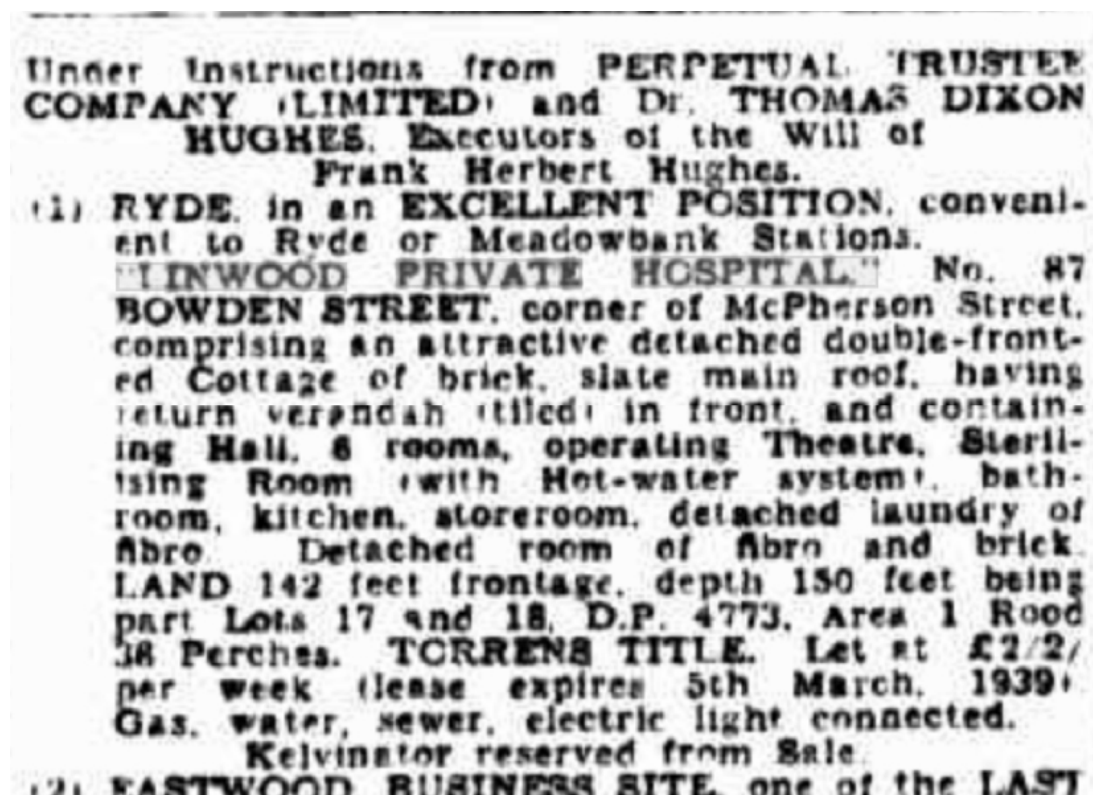 Under Instructions from PERPETUAL TRUSTEE
COMPANY (LIMITED) and Dr. THOMAS DIXON
HUGHES, Executors of the Will of
Frank Herbert Hughes.
(1) RYDE, in an EXCELLENT POSITION, conveni-
ent to Ryde or Meadowbank Stations.
"LINWOOD PRIVATE HOSPITAL," No. 87
BOWDEN STREET, corner of McPherson Street,
comprising an attractive detached double-front-
ed Cottage of brick, slate main roof, having
return verandah (tiled) in front, and contain-
ing Hall, 6 rooms, operating Theatre, Steril-
ising Room (with Hot-water system), bath-
room, kitchen, storeroom, detached laundry of
fibro. Detached room of fibro and brick.
LAND 142 feet frontage, depth 150 feet being
part Lots 17 and 18, D.P. 4773, Area 1 Rood
38 Perches. TORRENS TITLE. Let at £2/2/
per week (lease expires 5th March, 1939)
Gas, water, sewer, electric light connected.
Kelvinator reserved from Sale.
(2) EASTWOOD BUSINESS SITE, one of the LAST